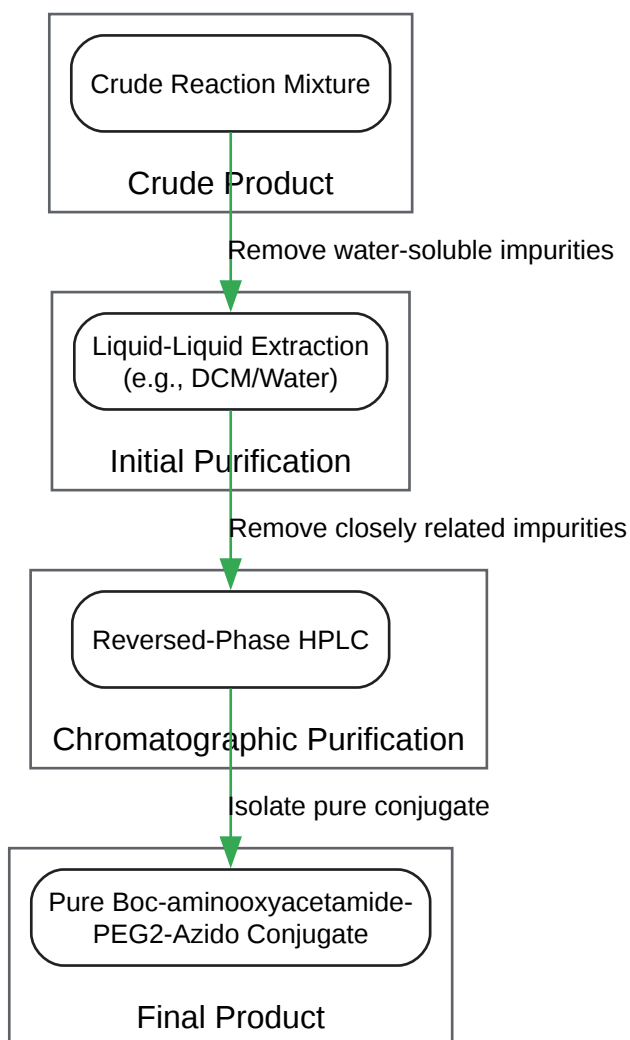 Crude Reaction Mixture
Crude Product
Remove water-soluble impurities
Liquid-Liquid Extraction
(e.g., DCM/Water)
Initial Purification
Remove closely related impurities
Reversed-Phase HPLC
Chromatographic Purification
Isolate pure conjugate
Pure Boc-aminooxyacetamide-
PEG2-Azido Conjugate
Final Product